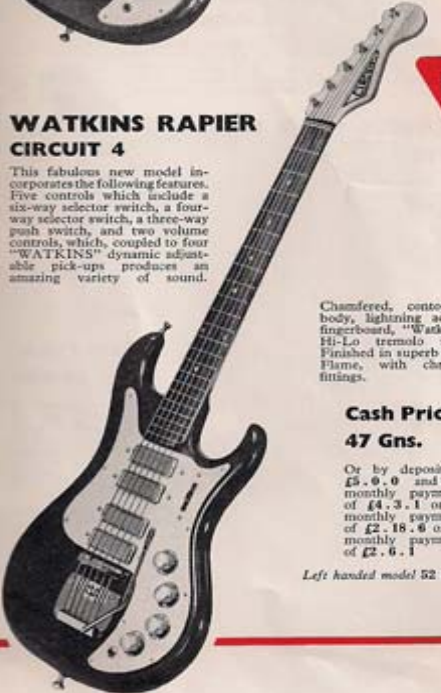 WATKINS RAPIER
CIRCUIT 4
This fabulous new model in-
corporates the following features.
Five controls which include a
six-way selector switch, a four-
way selector switch, a three-way
push switch, and two volume
controls, which, coupled to four
"WATKINS" dynamic adjust-
able pick-ups produces an
amazing variety of sound.
Chamfered, conto
body, lightning ac
fingerboard, "Watk
Hi-Lo tremolo
Finished in superb
Flame, with chr
fittings.
Cash Pric
47 Gns.
Or by deposi
£5.0.0 and
monthly paym
of £4.3.1 or
monthly paym
of £2.18.6 o
monthly paym
of £2.6.1
Left handed model 52